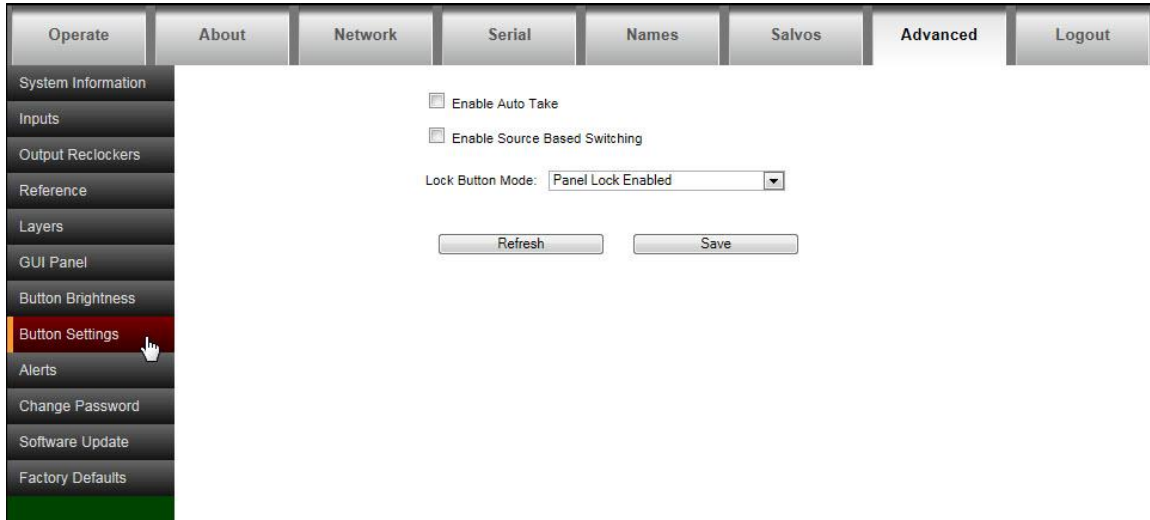 Operate About Network Serial Names Salvos Advanced Logout
System Information
Inputs
Output Reclockers
Reference
Layers
GUI Panel
Button Brightness
Button Settings
Alerts
Change Password
Software Update
Factory Defaults
Enable Auto Take
Enable Source Based Switching
Lock Button Mode: Panel Lock Enabled
Refresh Save